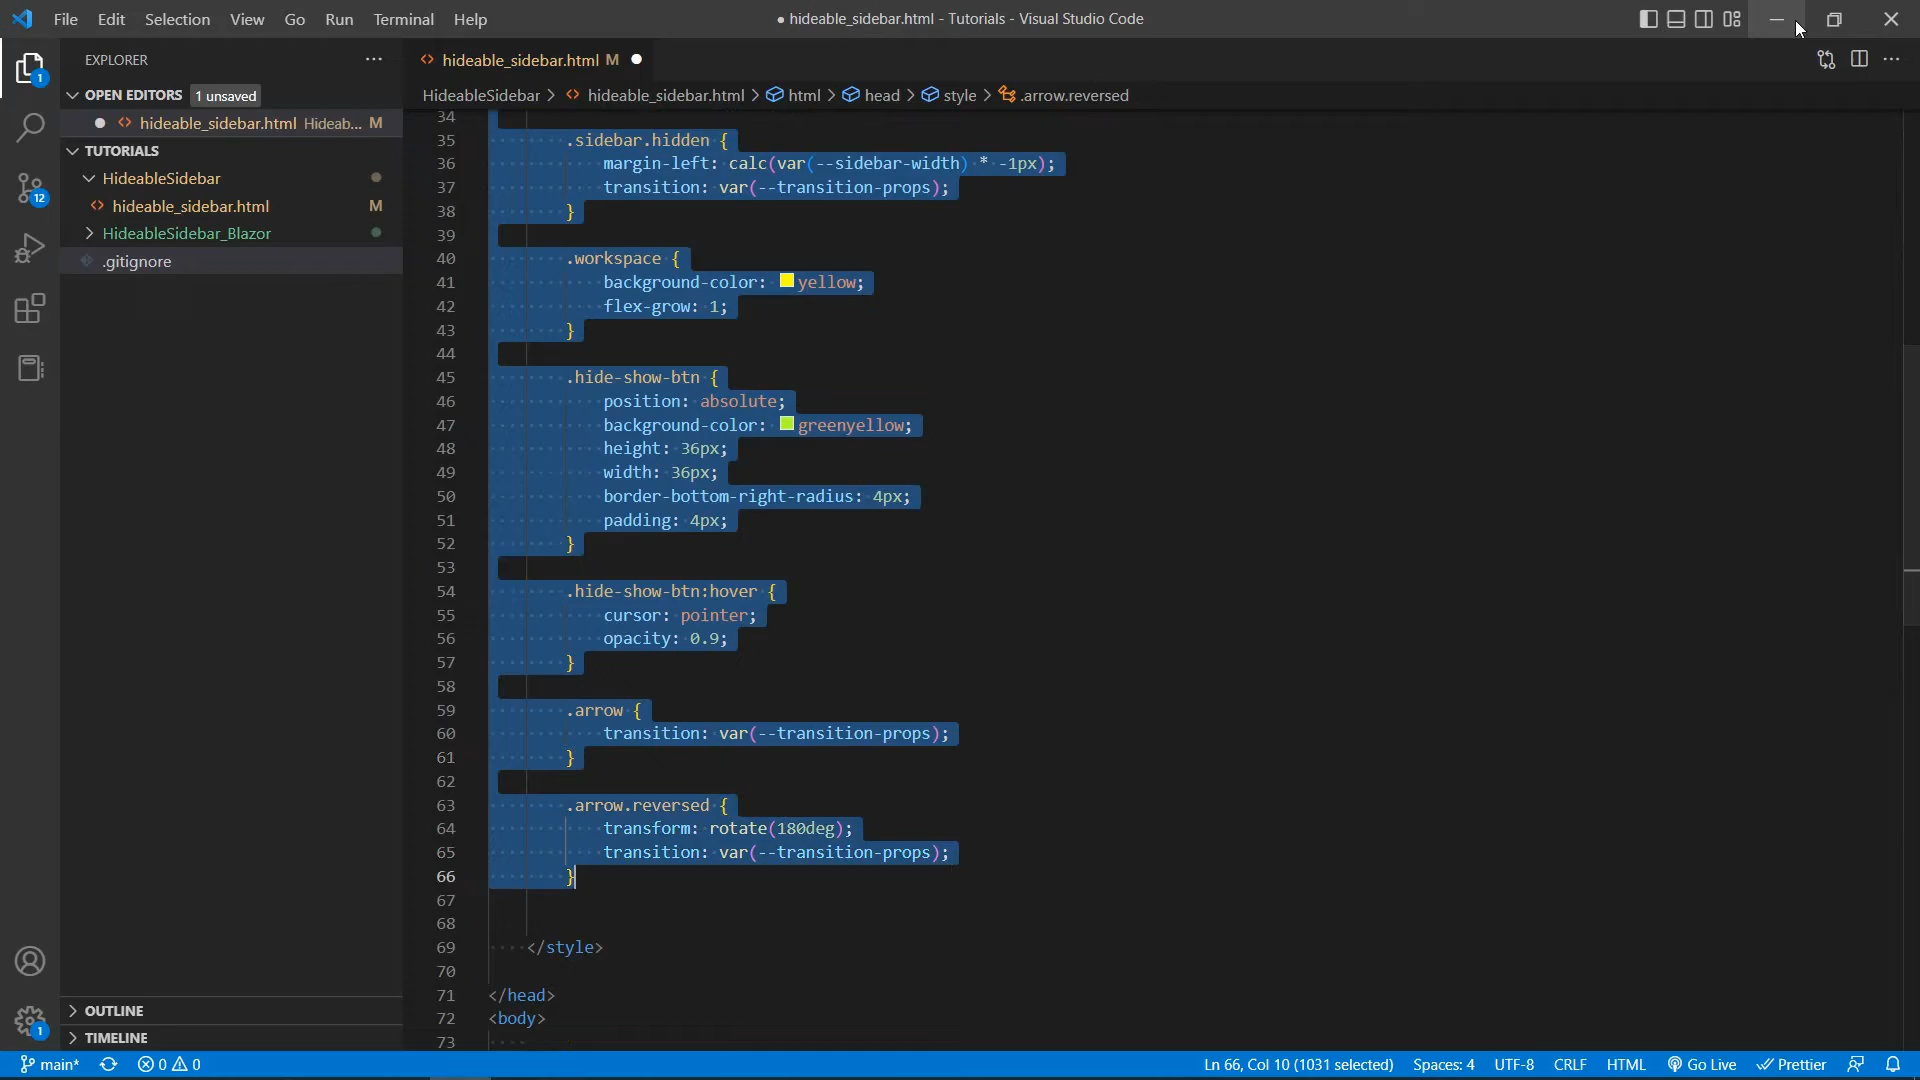 File Edit Selection View Go Run Terminal Help
● hideable_sidebar.html - Tutorials - Visual Studio Code
EXPLORER ...
OPEN EDITORS 1 unsaved
● <> hideable_sidebar.html Hideab... M
TUTORIALS
HideableSidebar
<> hideable_sidebar.html M
HideableSidebar_Blazor
.gitignore
OUTLINE
TIMELINE
1
12
1
<> hideable_sidebar.html M ●
HideableSidebar > <> hideable_sidebar.html > html > head > style > .arrow.reversed
34
35 .sidebar.hidden {
36 margin-left: calc(var(--sidebar-width) * -1px);
37 transition: var(--transition-props);
38 }
39
40 .workspace {
41 background-color: yellow;
42 flex-grow: 1;
43 }
44
45 .hide-show-btn {
46 position: absolute;
47 background-color: greenyellow;
48 height: 36px;
49 width: 36px;
50 border-bottom-right-radius: 4px;
51 padding: 4px;
52 }
53
54 .hide-show-btn:hover {
55 cursor: pointer;
56 opacity: 0.9;
57 }
58
59 .arrow {
60 transition: var(--transition-props);
61 }
62
63 .arrow.reversed {
64 transform: rotate(180deg);
65 transition: var(--transition-props);
66 }
67
68
69 </style>
70
71 </head>
72 <body>
73
main* 0 0 Ln 66, Col 10 (1031 selected) Spaces: 4 UTF-8 CRLF HTML Go Live Prettier